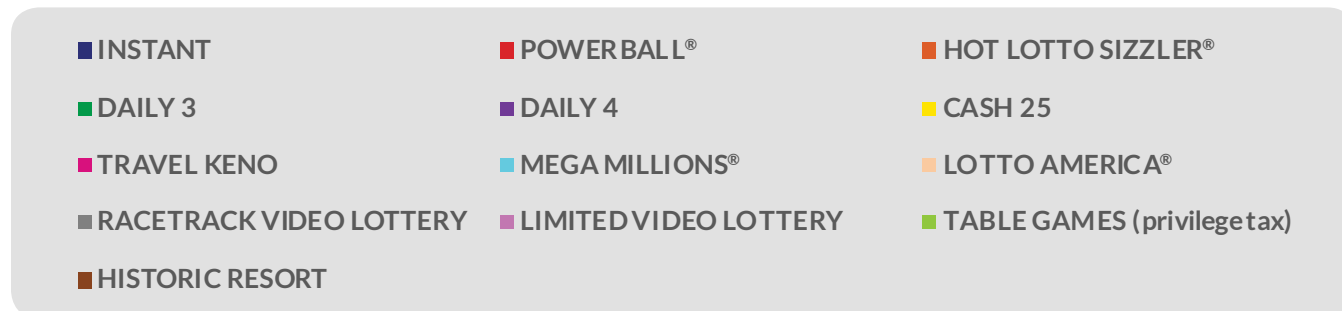 INSTANT POWERBALL® HOT LOTTO SIZZLER®
DAILY 3 DAILY 4 CASH 25
TRAVEL KENO MEGA MILLIONS® LOTTO AMERICA®
RACETRACK VIDEO LOTTERY LIMITED VIDEO LOTTERY TABLE GAMES (privilege tax)
HISTORIC RESORT